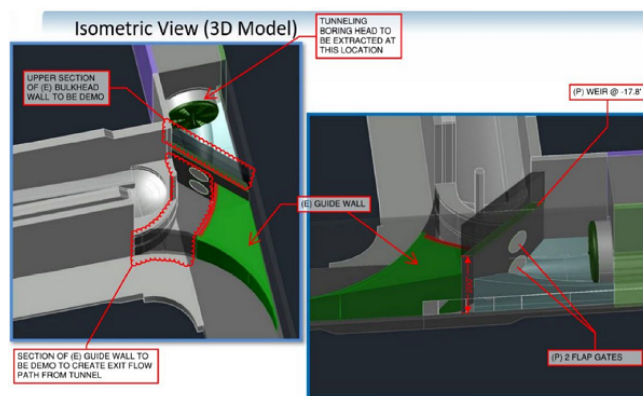 Isometric View (3D Model)
TUNNELING
BORING HEAD TO
BE EXTRACTED AT
THIS LOCATION
UPPER SECTION
OF (E) BULKHEAD
WALL TO BE DEMO
(P) WEIR @ -17.8'
(E) GUIDE WALL
(P) 2 FLAP GATES
SECTION OF (E) GUIDE WALL TO
BE DEMO TO CREATE EXIT FLOW
PATH FROM TUNNEL